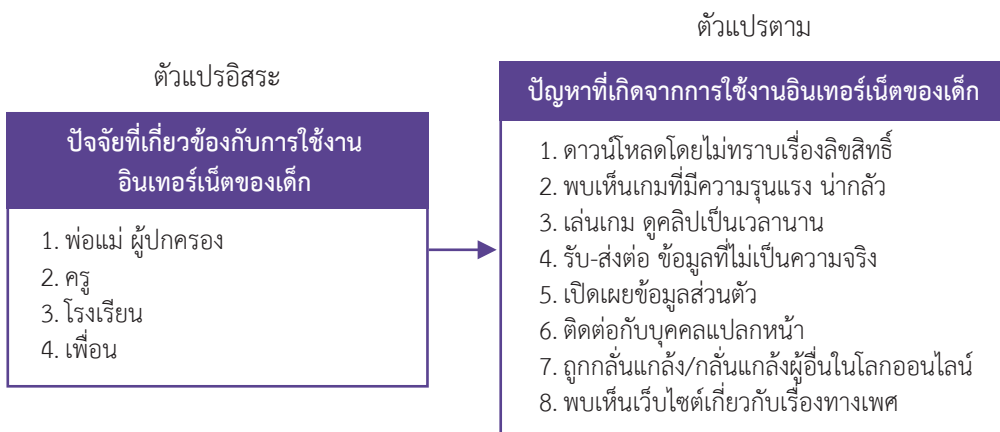 ตัวแปรอิสระ
ปัจจัยที่เกี่ยวข้องกับการใช้งาน
อินเทอร์เน็ตของเด็ก
1. พ่อแม่ ผู้ปกครอง
2. ครู
3. โรงเรียน
4. เพื่อน
ตัวแปรตาม
ปัญหาที่เกิดจากการใช้งานอินเทอร์เน็ตของเด็ก
1. ดาวน์โหลดโดยไม่ทราบเรื่องลิขสิทธิ์
2. พบเห็นเกมที่มีความรุนแรง น่ากลัว
3. เล่นเกม ดูคลิปเป็นเวลานาน
4. รับ-ส่งต่อ ข้อมูลที่ไม่เป็นความจริง
5. เปิดเผยข้อมูลส่วนตัว
6. ติดต่อกับบุคคลแปลกหน้า
7. ถูกกลั่นแกล้ง/กลั่นแกล้งผู้อื่นในโลกออนไลน์
8. พบเห็นเว็บไซต์เกี่ยวกับเรื่องทางเพศ